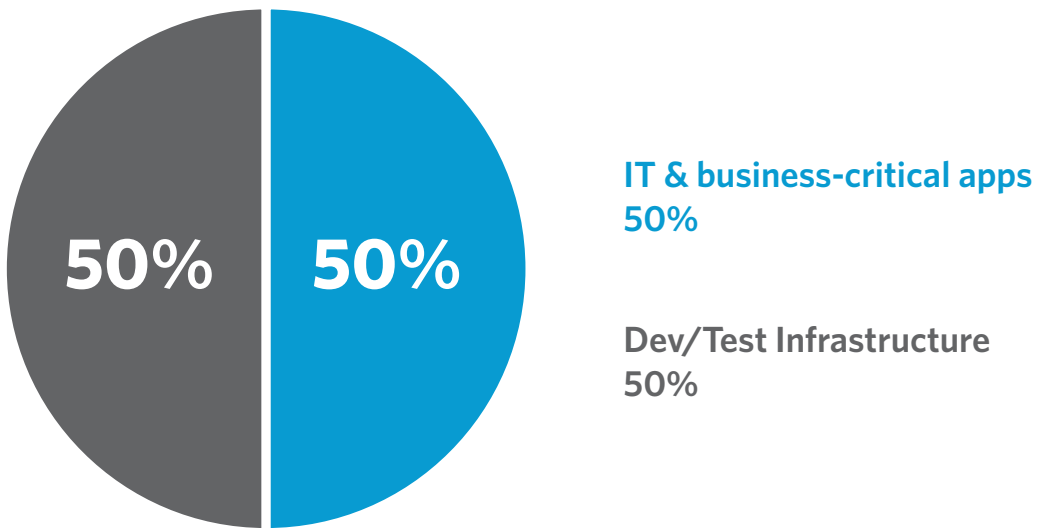 50% 50%
IT & business-critical apps
50%
Dev/Test Infrastructure
50%